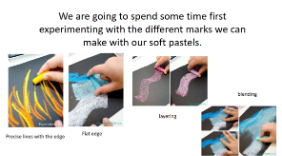 We are going to spend some time first
experimenting with the different marks we can
make with our soft pastels.
blending
layering
Flat edge
Precise lines with the edge